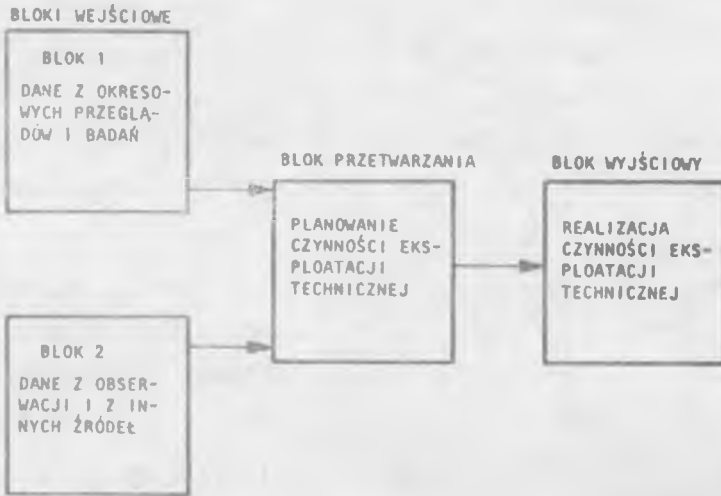 BLOKI WEJŚCIOWE
BLOK 1
DANE Z OKRESO-
WYCH PRZEGLĄ-
DÓW I BADAŃ
BLOK PRZETWARZANIA
PLANOWANIE
CZYNNOŚCI EKS-
PLOATACJI
TECHNICZNEJ
BLOK WYJŚCIOWY
REALIZACJA
CZYNNOŚCI EKS-
PLOATACJI
TECHNICZNEJ
BLOK 2
DANE Z OBSER-
WACJI I Z IN-
NYCH ŹRÓDEŁ